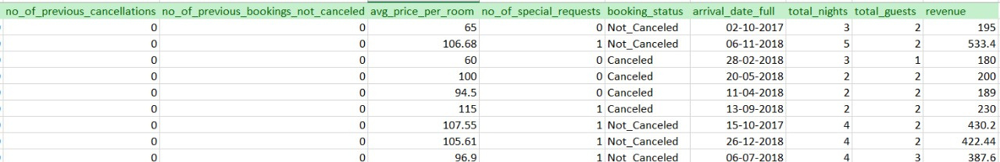 no_of_previous_cancellations no_of_previous_bookings_not_canceled avg_price_per_room no_of_special_requests booking_status arrival_date_full total_nights total_guests revenue
0 0 65 0 Not_Canceled 02-10-2017 3 2 195
0 0 106.68 1 Not_Canceled 06-11-2018 5 2 533.4
0 0 60 0 Canceled 28-02-2018 3 1 180
0 0 100 0 Canceled 20-05-2018 2 2 200
0 0 94.5 0 Canceled 11-04-2018 2 2 189
0 0 115 1 Canceled 13-09-2018 2 2 230
0 0 107.55 1 Not_Canceled 15-10-2017 4 2 430.2
0 0 105.61 1 Not_Canceled 26-12-2018 4 2 422.44
0 0 96.9 1 Not_Canceled 06-07-2018 4 3 387.6